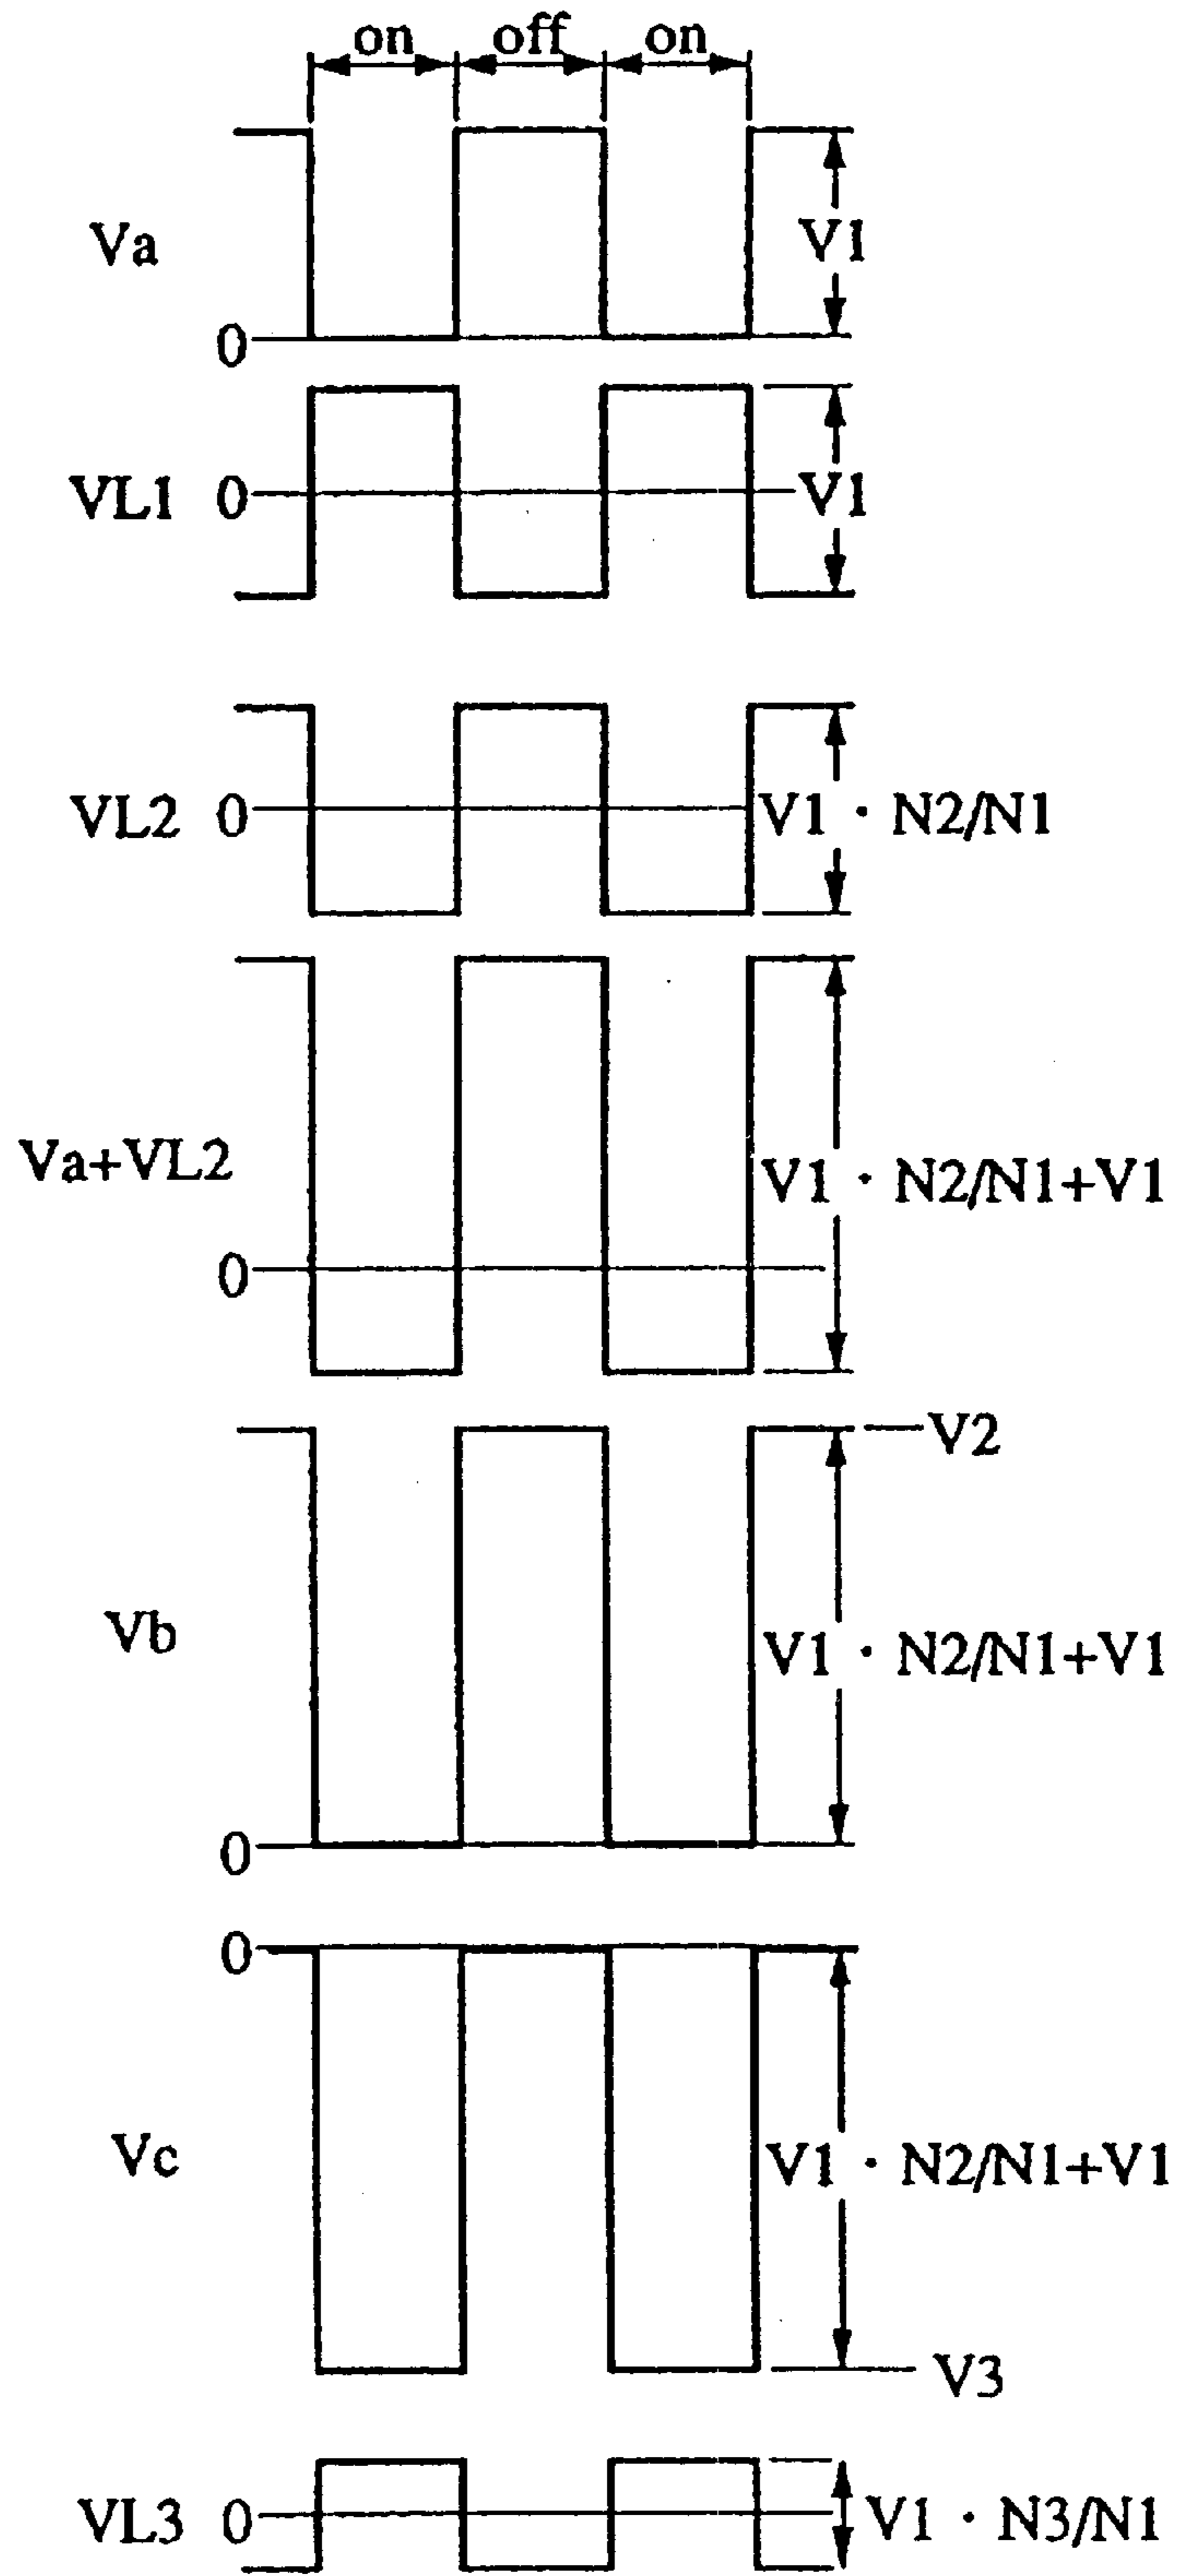 on off on
Va
V1
0
VL1 0
V1
VL2 0
V1 · N2/N1
Va+VL2
V1 · N2/N1+V1
0
V2
Vb
V1 · N2/N1+V1
0
0
Vc
V1 · N2/N1+V1
V3
VL3 0
V1 · N3/N1